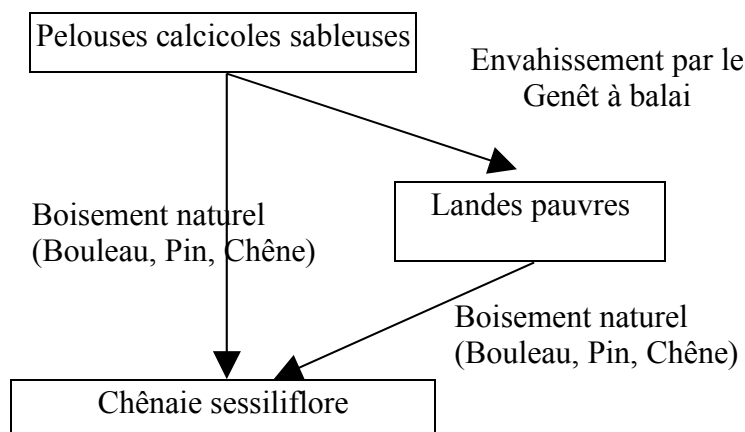 Pelouses calcicoles sableuses
Envahissement par le
Genêt à balai
Landes pauvres
Boisement naturel
(Bouleau, Pin, Chêne)
Boisement naturel
(Bouleau, Pin, Chêne)
Chênaie sessiliflore